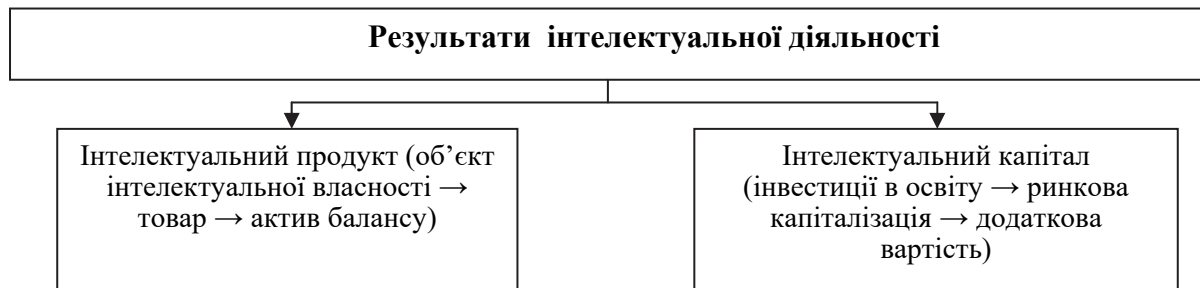 Результати інтелектуальної діяльності
Інтелектуальний продукт (об’єкт
інтелектуальної власності →
товар → актив балансу)
Інтелектуальний капітал
(інвестиції в освіту → ринкова
капіталізація → додаткова
вартість)